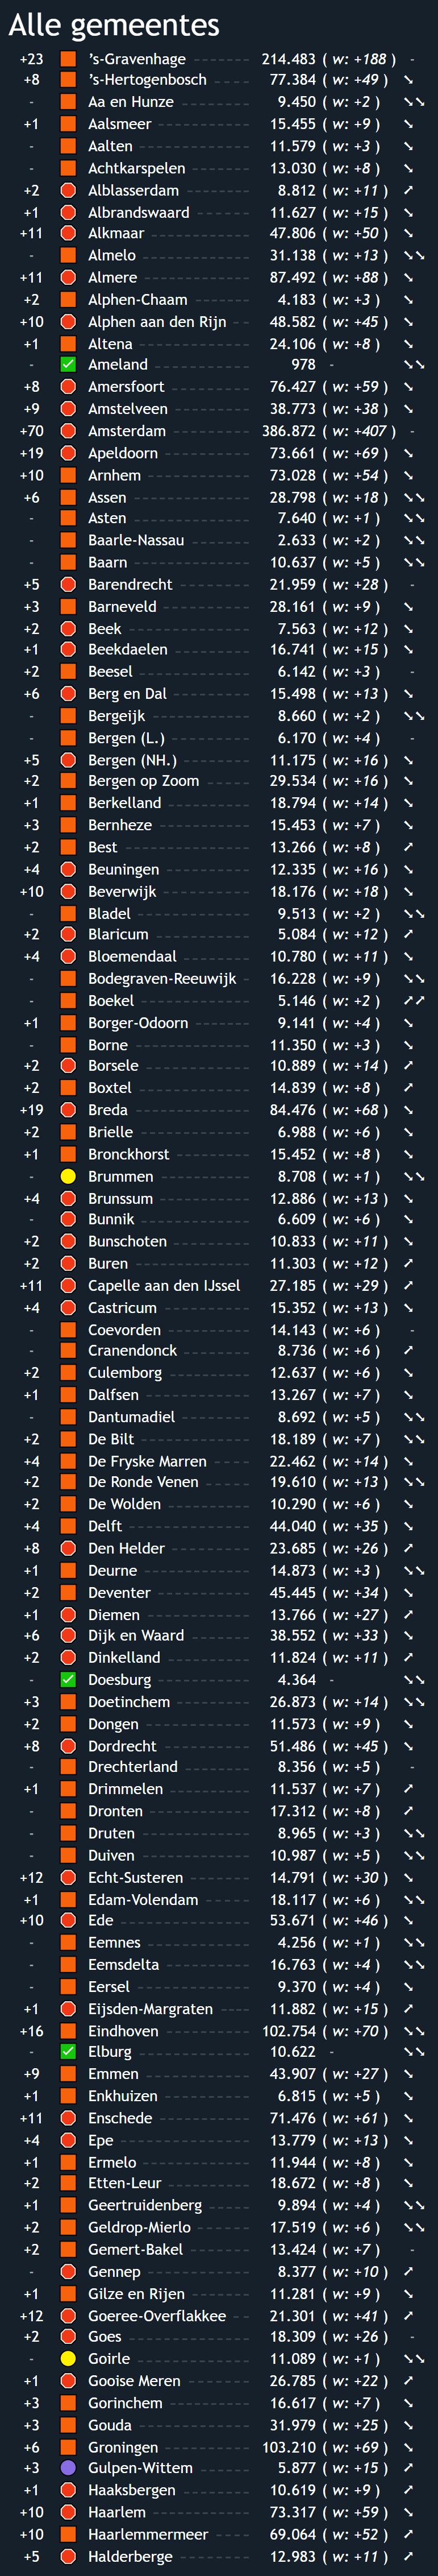 Alle gemeentes
+23 ’s-Gravenhage 214.483 ( w: +188 ) -
+8 ’s-Hertogenbosch 77.384 ( w: +49 )
- Aa en Hunze 9.450 ( w: +2 )
+1 Aalsmeer 15.455 ( w: +9 )
- Aalten 11.579 ( w: +3 )
- Achtkarspelen 13.030 ( w: +8 )
+2 Alblasserdam 8.812 ( w: +11 )
+1 Albrandswaard 11.627 ( w: +15 )
+11 Alkmaar 47.806 ( w: +50 )
- Almelo 31.138 ( w: +13 )
+11 Almere 87.492 ( w: +88 )
+2 Alphen-Chaam 4.183 ( w: +3 )
+10 Alphen aan den Rijn 48.582 ( w: +45 )
+1 Altena 24.106 ( w: +8 )
- Ameland 978 -
+8 Amersfoort 76.427 ( w: +59 )
+9 Amstelveen 38.773 ( w: +38 )
+70 Amsterdam 386.872 ( w: +407 ) -
+19 Apeldoorn 73.661 ( w: +69 )
+10 Arnhem 73.028 ( w: +54 )
+6 Assen 28.798 ( w: +18 )
- Asten 7.640 ( w: +1 )
- Baarle-Nassau 2.633 ( w: +2 )
- Baarn 10.637 ( w: +5 )
+5 Barendrecht 21.959 ( w: +28 ) -
+3 Barneveld 28.161 ( w: +9 )
+2 Beek 7.563 ( w: +12 )
+1 Beekdaelen 16.741 ( w: +15 )
+2 Beesel 6.142 ( w: +3 ) -
+6 Berg en Dal 15.498 ( w: +13 )
- Bergeijk 8.660 ( w: +2 )
- Bergen (L.) 6.170 ( w: +4 ) -
+5 Bergen (NH.) 11.175 ( w: +16 )
+2 Bergen op Zoom 29.534 ( w: +16 )
+1 Berkelland 18.794 ( w: +14 )
+3 Bernheze 15.453 ( w: +7 )
+2 Best 13.266 ( w: +8 )
+4 Beuningen 12.335 ( w: +16 )
+10 Beverwijk 18.176 ( w: +18 )
- Bladel 9.513 ( w: +2 )
+2 Blaricum 5.084 ( w: +12 )
+4 Bloemendaal 10.780 ( w: +11 )
- Bodegraven-Reeuwijk 16.228 ( w: +9 )
- Boekel 5.146 ( w: +2 )
+1 Borger-Odoorn 9.141 ( w: +4 )
- Borne 11.350 ( w: +3 )
+2 Borsele 10.889 ( w: +14 )
+2 Boxtel 14.839 ( w: +8 )
+19 Breda 84.476 ( w: +68 )
+2 Brielle 6.988 ( w: +6 )
+1 Bronckhorst 15.452 ( w: +8 )
- Brummen 8.708 ( w: +1 )
+4 Brunssum 12.886 ( w: +13 )
- Bunnik 6.609 ( w: +6 )
+2 Bunschoten 10.833 ( w: +11 )
+2 Buren 11.303 ( w: +12 )
+11 Capelle aan den IJssel 27.185 ( w: +29 )
+4 Castricum 15.352 ( w: +13 )
- Coevorden 14.143 ( w: +6 ) -
- Cranendonck 8.736 ( w: +6 )
+2 Culemborg 12.637 ( w: +6 )
+1 Dalfsen 13.267 ( w: +7 )
- Dantumadiel 8.692 ( w: +5 )
+2 De Bilt 18.189 ( w: +7 )
+4 De Fryske Marren 22.462 ( w: +14 )
+2 De Ronde Venen 19.610 ( w: +13 )
+2 De Wolden 10.290 ( w: +6 )
+4 Delft 44.040 ( w: +35 )
+8 Den Helder 23.685 ( w: +26 )
+1 Deurne 14.873 ( w: +3 )
+2 Deventer 45.445 ( w: +34 )
+1 Diemen 13.766 ( w: +27 )
+6 Dijk en Waard 38.552 ( w: +33 )
+2 Dinkelland 11.824 ( w: +11 )
- Doesburg 4.364 -
+3 Doetinchem 26.873 ( w: +14 )
+2 Dongen 11.573 ( w: +9 )
+8 Dordrecht 51.486 ( w: +45 )
- Drechterland 8.356 ( w: +5 ) -
+1 Drimmelen 11.537 ( w: +7 )
- Dronten 17.312 ( w: +8 )
- Druten 8.965 ( w: +3 )
- Duiven 10.987 ( w: +5 )
+12 Echt-Susteren 14.791 ( w: +30 )
+1 Edam-Volendam 18.117 ( w: +6 )
+10 Ede 53.671 ( w: +46 )
- Eemnes 4.256 ( w: +1 )
- Eemsdelta 16.763 ( w: +4 )
- Eersel 9.370 ( w: +4 )
+1 Eijsden-Margraten 11.882 ( w: +15 )
+16 Eindhoven 102.754 ( w: +70 )
- Elburg 10.622 -
+9 Emmen 43.907 ( w: +27 )
+1 Enkhuizen 6.815 ( w: +5 )
+11 Enschede 71.476 ( w: +61 )
+4 Epe 13.779 ( w: +13 )
+1 Ermelo 11.944 ( w: +8 )
+2 Etten-Leur 18.672 ( w: +8 )
+1 Geertruidenberg 9.894 ( w: +4 )
+2 Geldrop-Mierlo 17.519 ( w: +6 )
+2 Gemert-Bakel 13.424 ( w: +7 ) -
- Gennep 8.377 ( w: +10 )
+1 Gilze en Rijen 11.281 ( w: +9 )
+12 Goeree-Overflakkee 21.301 ( w: +41 )
+2 Goes 18.309 ( w: +26 ) -
- Goirle 11.089 ( w: +1 )
+1 Gooise Meren 26.785 ( w: +22 )
+3 Gorinchem 16.617 ( w: +7 )
+3 Gouda 31.979 ( w: +25 )
+6 Groningen 103.210 ( w: +69 )
+3 Gulpen-Wittem 5.877 ( w: +15 )
+1 Haaksbergen 10.619 ( w: +9 )
+10 Haarlem 73.317 ( w: +59 )
+10 Haarlemmermeer 69.064 ( w: +52 )
+5 Halderberge 12.983 ( w: +11 )